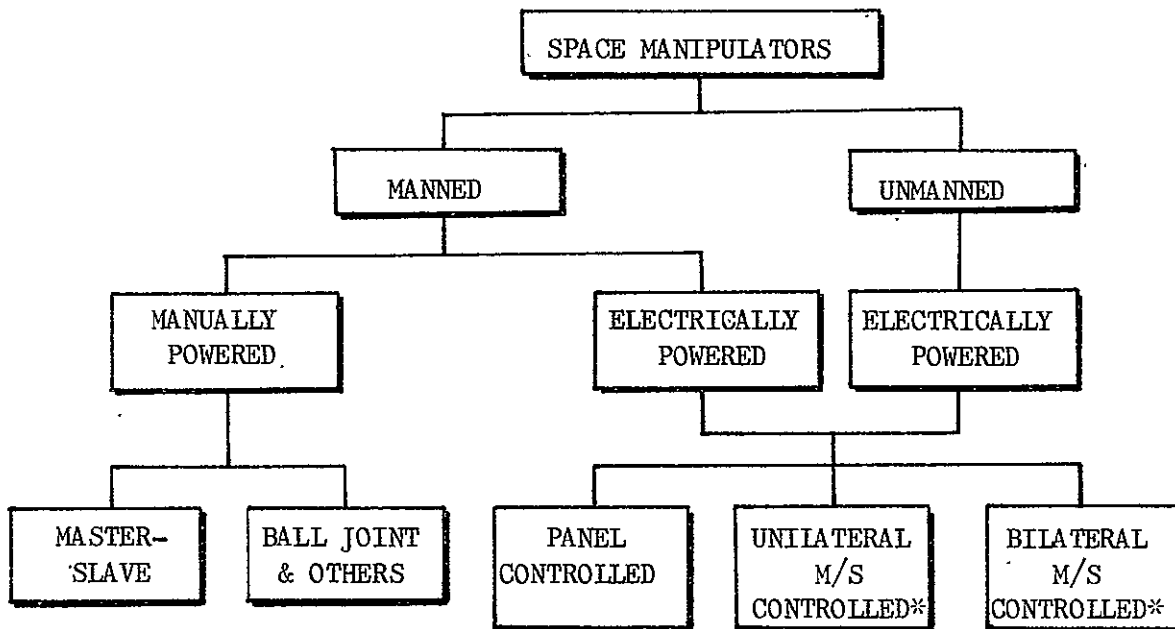 SPACE MANIPULATORS
MANNED
UNMANNED
MANUALLY
POWERED
ELECTRICALLY
POWERED
ELECTRICALLY
POWERED
MASTER-
SLAVE
BALL JOINT
& OTHERS
PANEL
CONTROLLED
UNILATERAL
M/S
CONTROLLED*
BILATERAL
M/S
CONTROLLED*